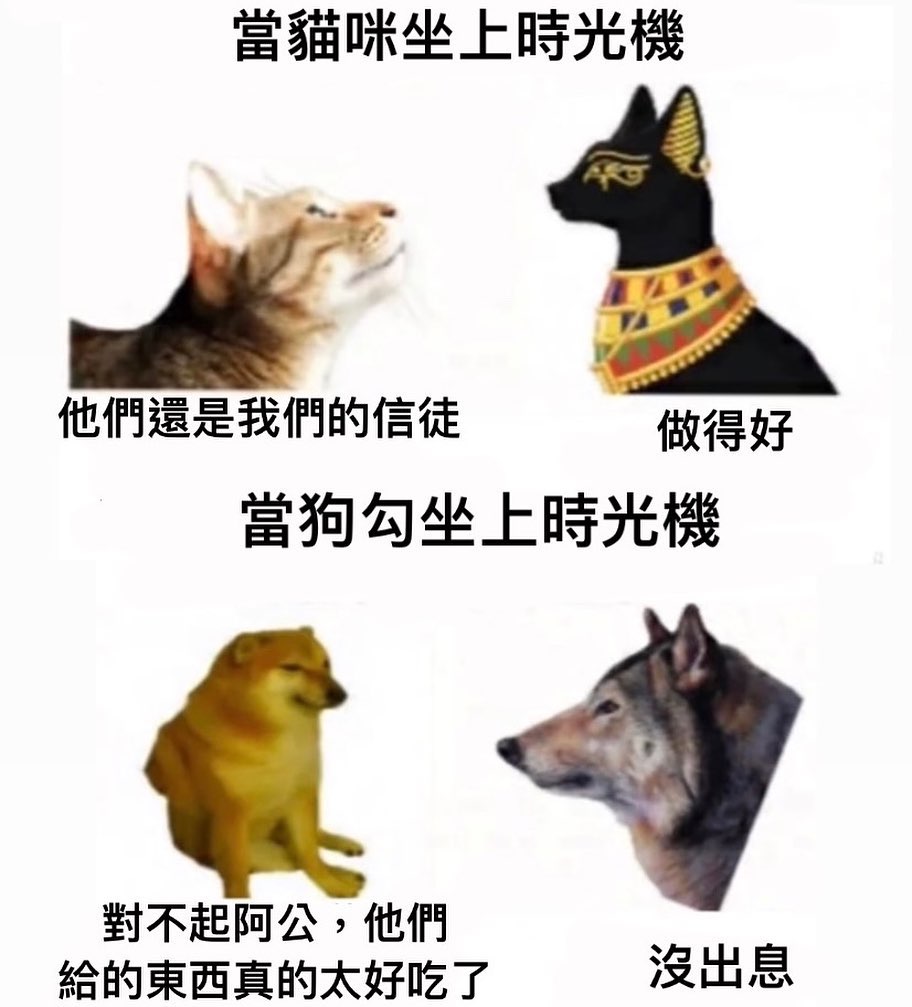 當貓咪坐上時光機
他們還是我們的信徒
做得好
當狗勾坐上時光機
對不起阿公，他們
給的東西真的太好吃了
沒出息